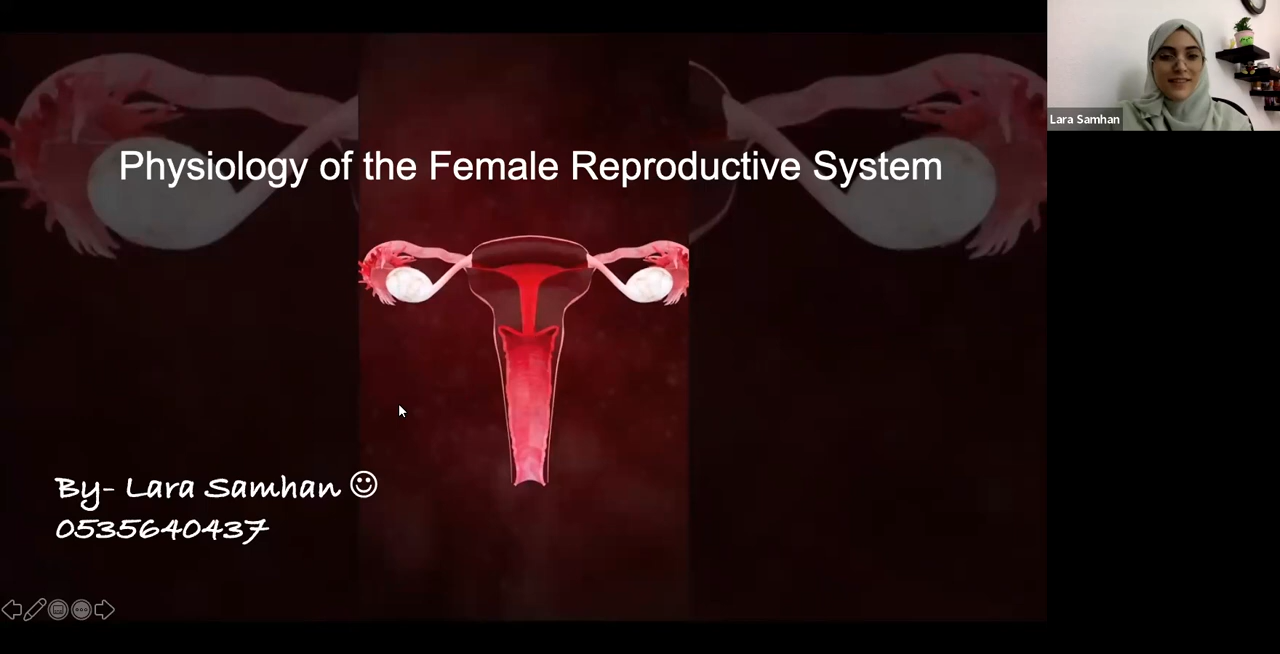 Physiology of the Female Reproductive System
By- Lara Samhan ☺
0535640437
Lara Samhan